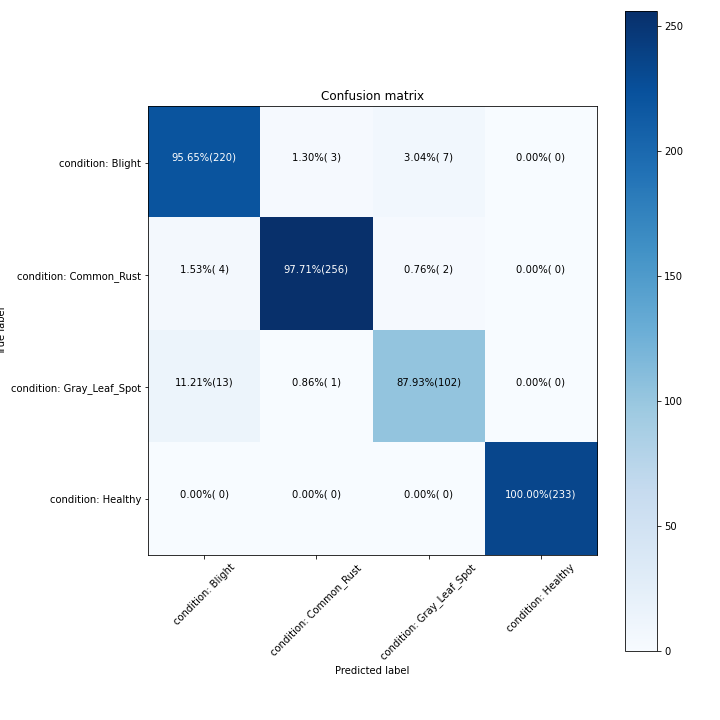 Confusion matrix
condition: Blight
95.65%(220)
1.30%( 3)
3.04%( 7)
0.00%( 0)
condition: Common_Rust
1.53%( 4)
97.71%(256)
0.76%( 2)
0.00%( 0)
condition: Gray_Leaf_Spot
11.21%(13)
0.86%( 1)
87.93%(102)
0.00%( 0)
condition: Healthy
0.00%( 0)
0.00%( 0)
0.00%( 0)
100.00%(233)
condition: Blight
condition: Common_Rust
condition: Gray_Leaf_Spot
condition: Healthy
Predicted label
250
200
150
100
50
0